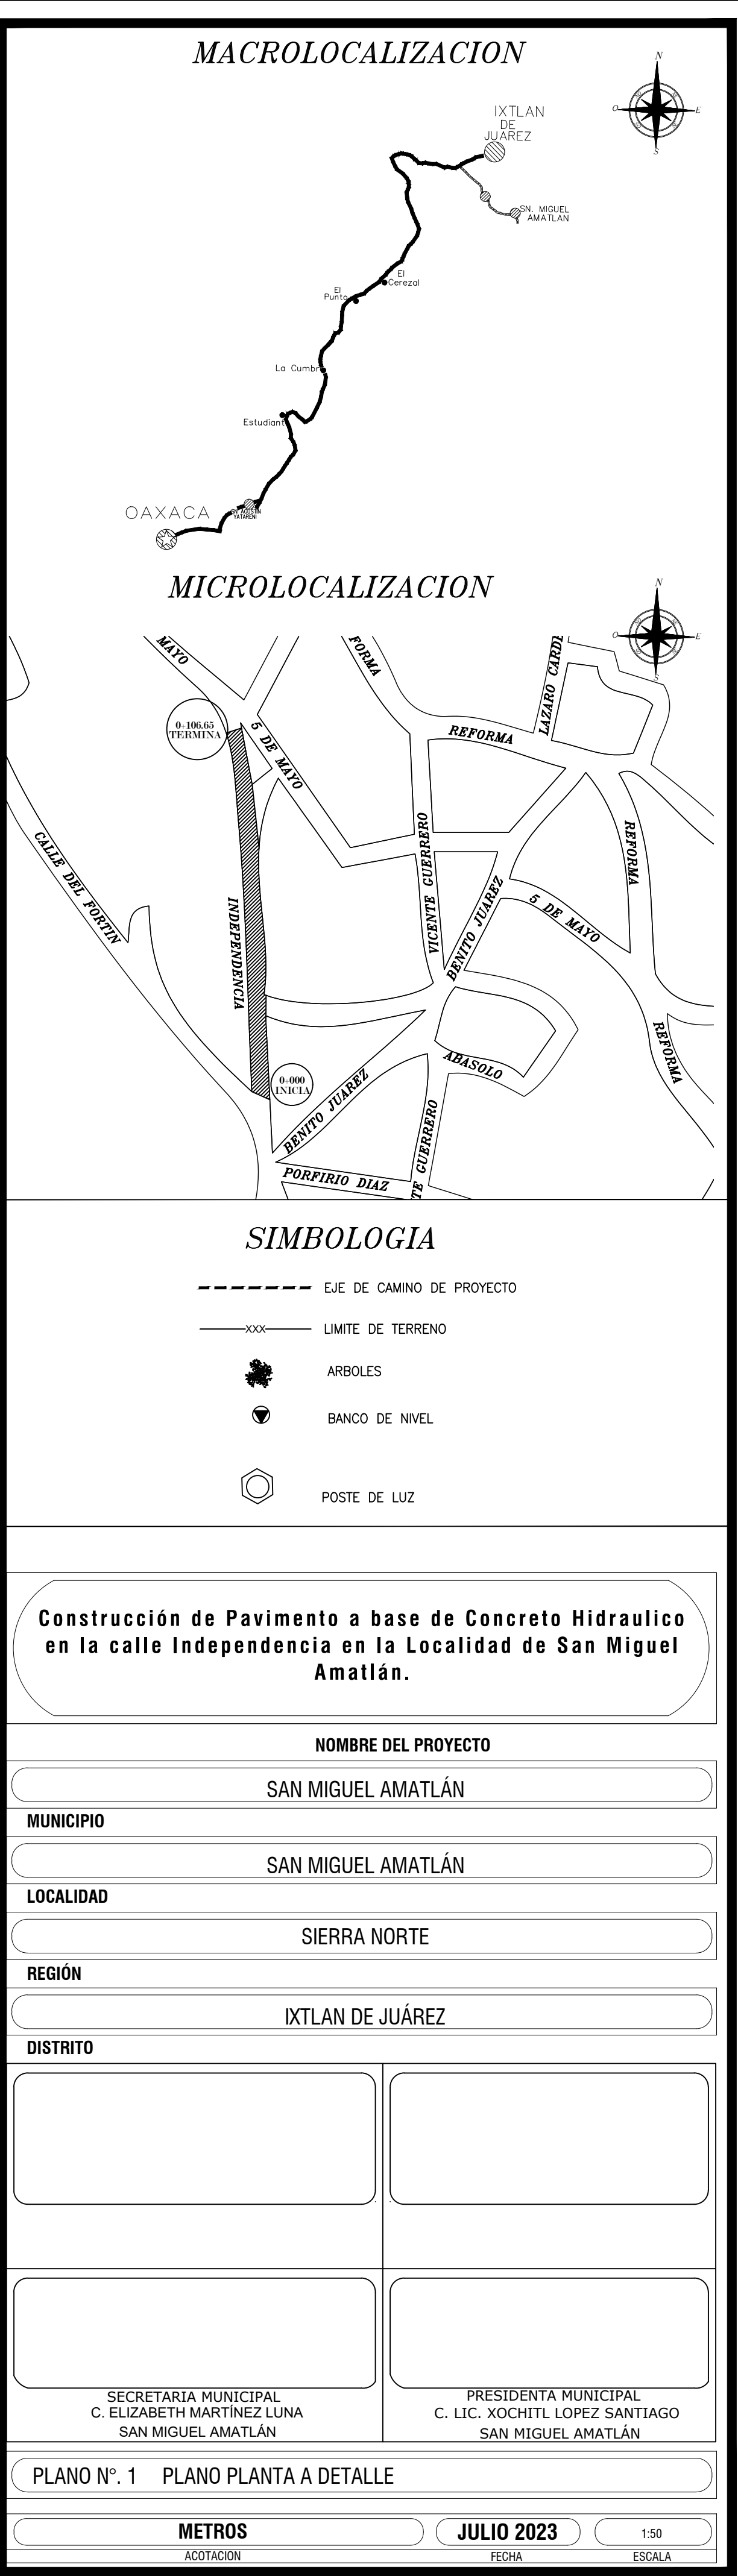 MACROLOCALIZACION
N
O
E
S
IXTLAN
DE
JUAREZ
SN. MIGUEL
AMATLAN
El
Cerezal
El
Punto
La Cumbr
Estudiant
OAXACA
SN AGUSTIN
YATARENI
MICROLOCALIZACION
N
O
E
S
MAYO
FORMA
LAZARO CARDE
0+106.65
TERMINA
5 DE MAYO
REFORMA
CALLE DEL FORTIN
INDEPENDENCIA
VICENTE GUERRERO
BENITO JUAREZ
REFORMA
5 DE MAYO
REFORMA
ABASOLO
0+000
INICIA
BENITO JUAREZ
TE GUERRERO
PORFIRIO DIAZ
SIMBOLOGIA
EJE DE CAMINO DE PROYECTO
XXX
LIMITE DE TERRENO
ARBOLES
BANCO DE NIVEL
POSTE DE LUZ
Construcción de Pavimento a base de Concreto Hidraulico
en la calle Independencia en la Localidad de San Miguel
Amatlán.
NOMBRE DEL PROYECTO
SAN MIGUEL AMATLÁN
MUNICIPIO
SAN MIGUEL AMATLÁN
LOCALIDAD
SIERRA NORTE
REGIÓN
IXTLAN DE JUÁREZ
DISTRITO
SECRETARIA MUNICIPAL
C. ELIZABETH MARTÍNEZ LUNA
SAN MIGUEL AMATLÁN
PRESIDENTA MUNICIPAL
C. LIC. XOCHITL LOPEZ SANTIAGO
SAN MIGUEL AMATLÁN
PLANO N°. 1 PLANO PLANTA A DETALLE
METROS
JULIO 2023
1:50
ACOTACION
FECHA
ESCALA